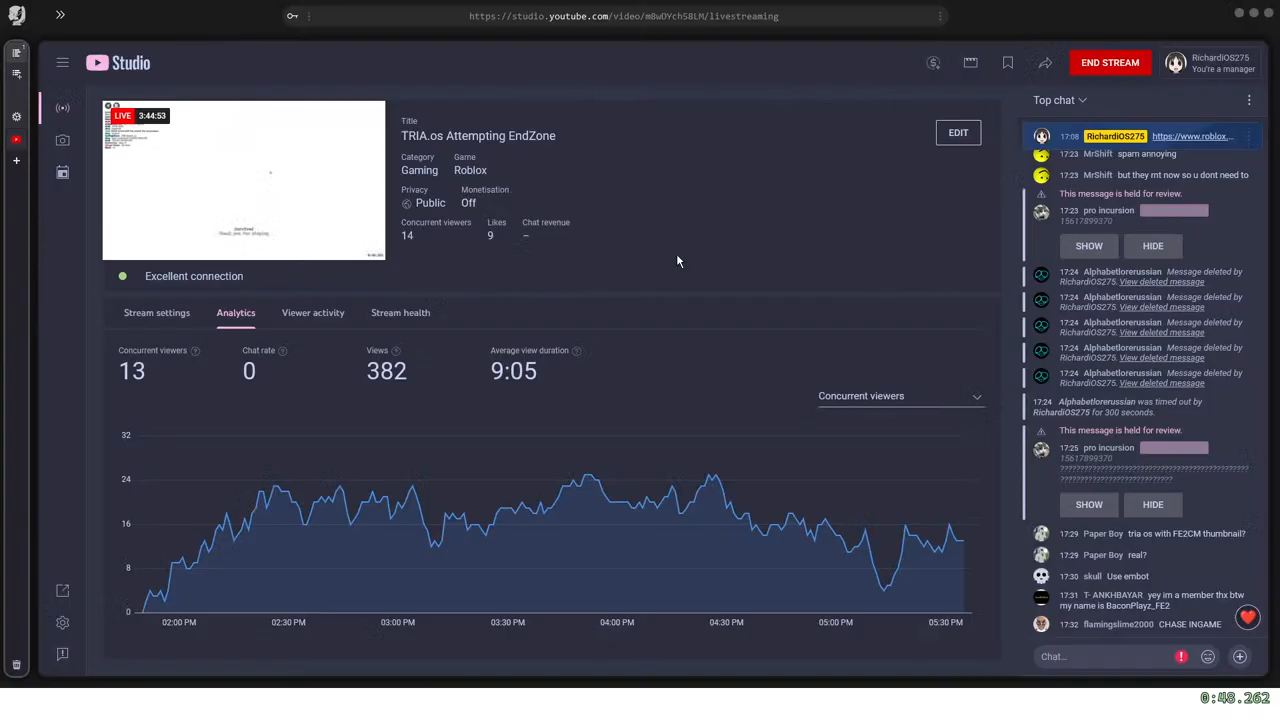 https://studio.youtube.com/video/m8wDYch58LM/livestreaming
Studio
END STREAM
RichardiOS275
You're a manager
LIVE 3:44:53
Title
TRIA.os Attempting EndZone
EDIT
Category
Game
Gaming
Roblox
Privacy
Monetisation
Public
Off
Concurrent viewers
Likes
Chat revenue
14
9
–
Excellent connection
Stream settings
Analytics
Viewer activity
Stream health
Concurrent viewers
Chat rate
Views
Average view duration
13
0
382
9:05
Concurrent viewers
32
24
16
8
0
02:00 PM
02:30 PM
03:00 PM
03:30 PM
04:00 PM
04:30 PM
05:00 PM
05:30 PM
Top chat
17:08 RichardiOS275 https://www.roblox....
17:23 MrShift spam annoying
17:23 MrShift but they mt now so u dont need to
This message is held for review.
17:23 pro incursion
15617899370
SHOW
HIDE
17:24 Alphabetlorerussian Message deleted by
RichardiOS275. View deleted message
17:24 Alphabetlorerussian Message deleted by
RichardiOS275. View deleted message
17:24 Alphabetlorerussian Message deleted by
RichardiOS275. View deleted message
17:24 Alphabetlorerussian Message deleted by
RichardiOS275. View deleted message
17:24 Alphabetlorerussian Message deleted by
RichardiOS275. View deleted message
17:24 Alphabetlorerussian was timed out by
RichardiOS275 for 300 seconds.
This message is held for review.
17:25 pro incursion
15617899370
SHOW
HIDE
17:29 Paper Boy tria os with FE2CM thumbnail?
17:29 Paper Boy real?
17:30 skull Use embot
17:31 T- ANKHBAYAR yey im a member thx btw
my name is BaconPlayz_FE2
17:32 flamingslime2000 CHASE INGAME
Chat...
0:48.262